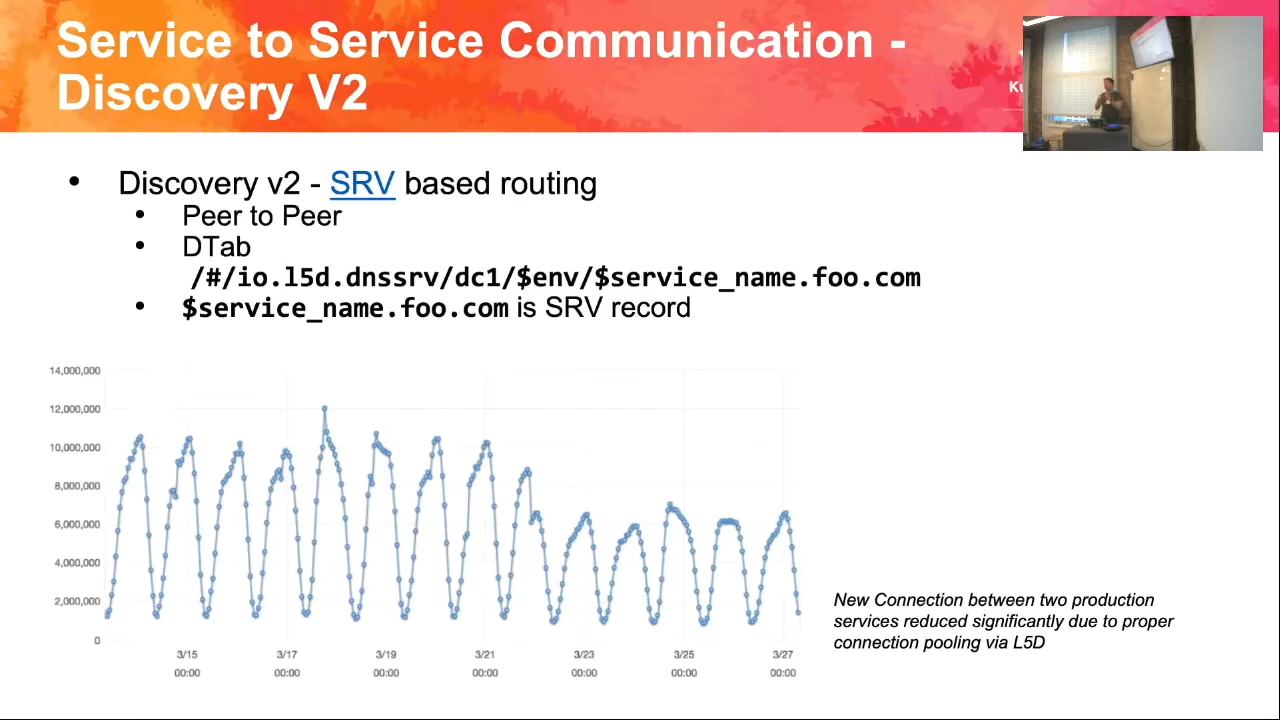 Service to Service Communication -
Discovery V2
• Discovery v2 - SRV based routing
• Peer to Peer
• DTab
/#/io.l5d.dnssrv/dc1/$env/$service_name.foo.com
• $service_name.foo.com is SRV record
14,000,000
12,000,000
10,000,000
8,000,000
6,000,000
4,000,000
2,000,000
0
3/15 3/17 3/19 3/21 3/23 3/25 3/27
00:00 00:00 00:00 00:00 00:00 00:00 00:00
New Connection between two production
services reduced significantly due to proper
connection pooling via L5D